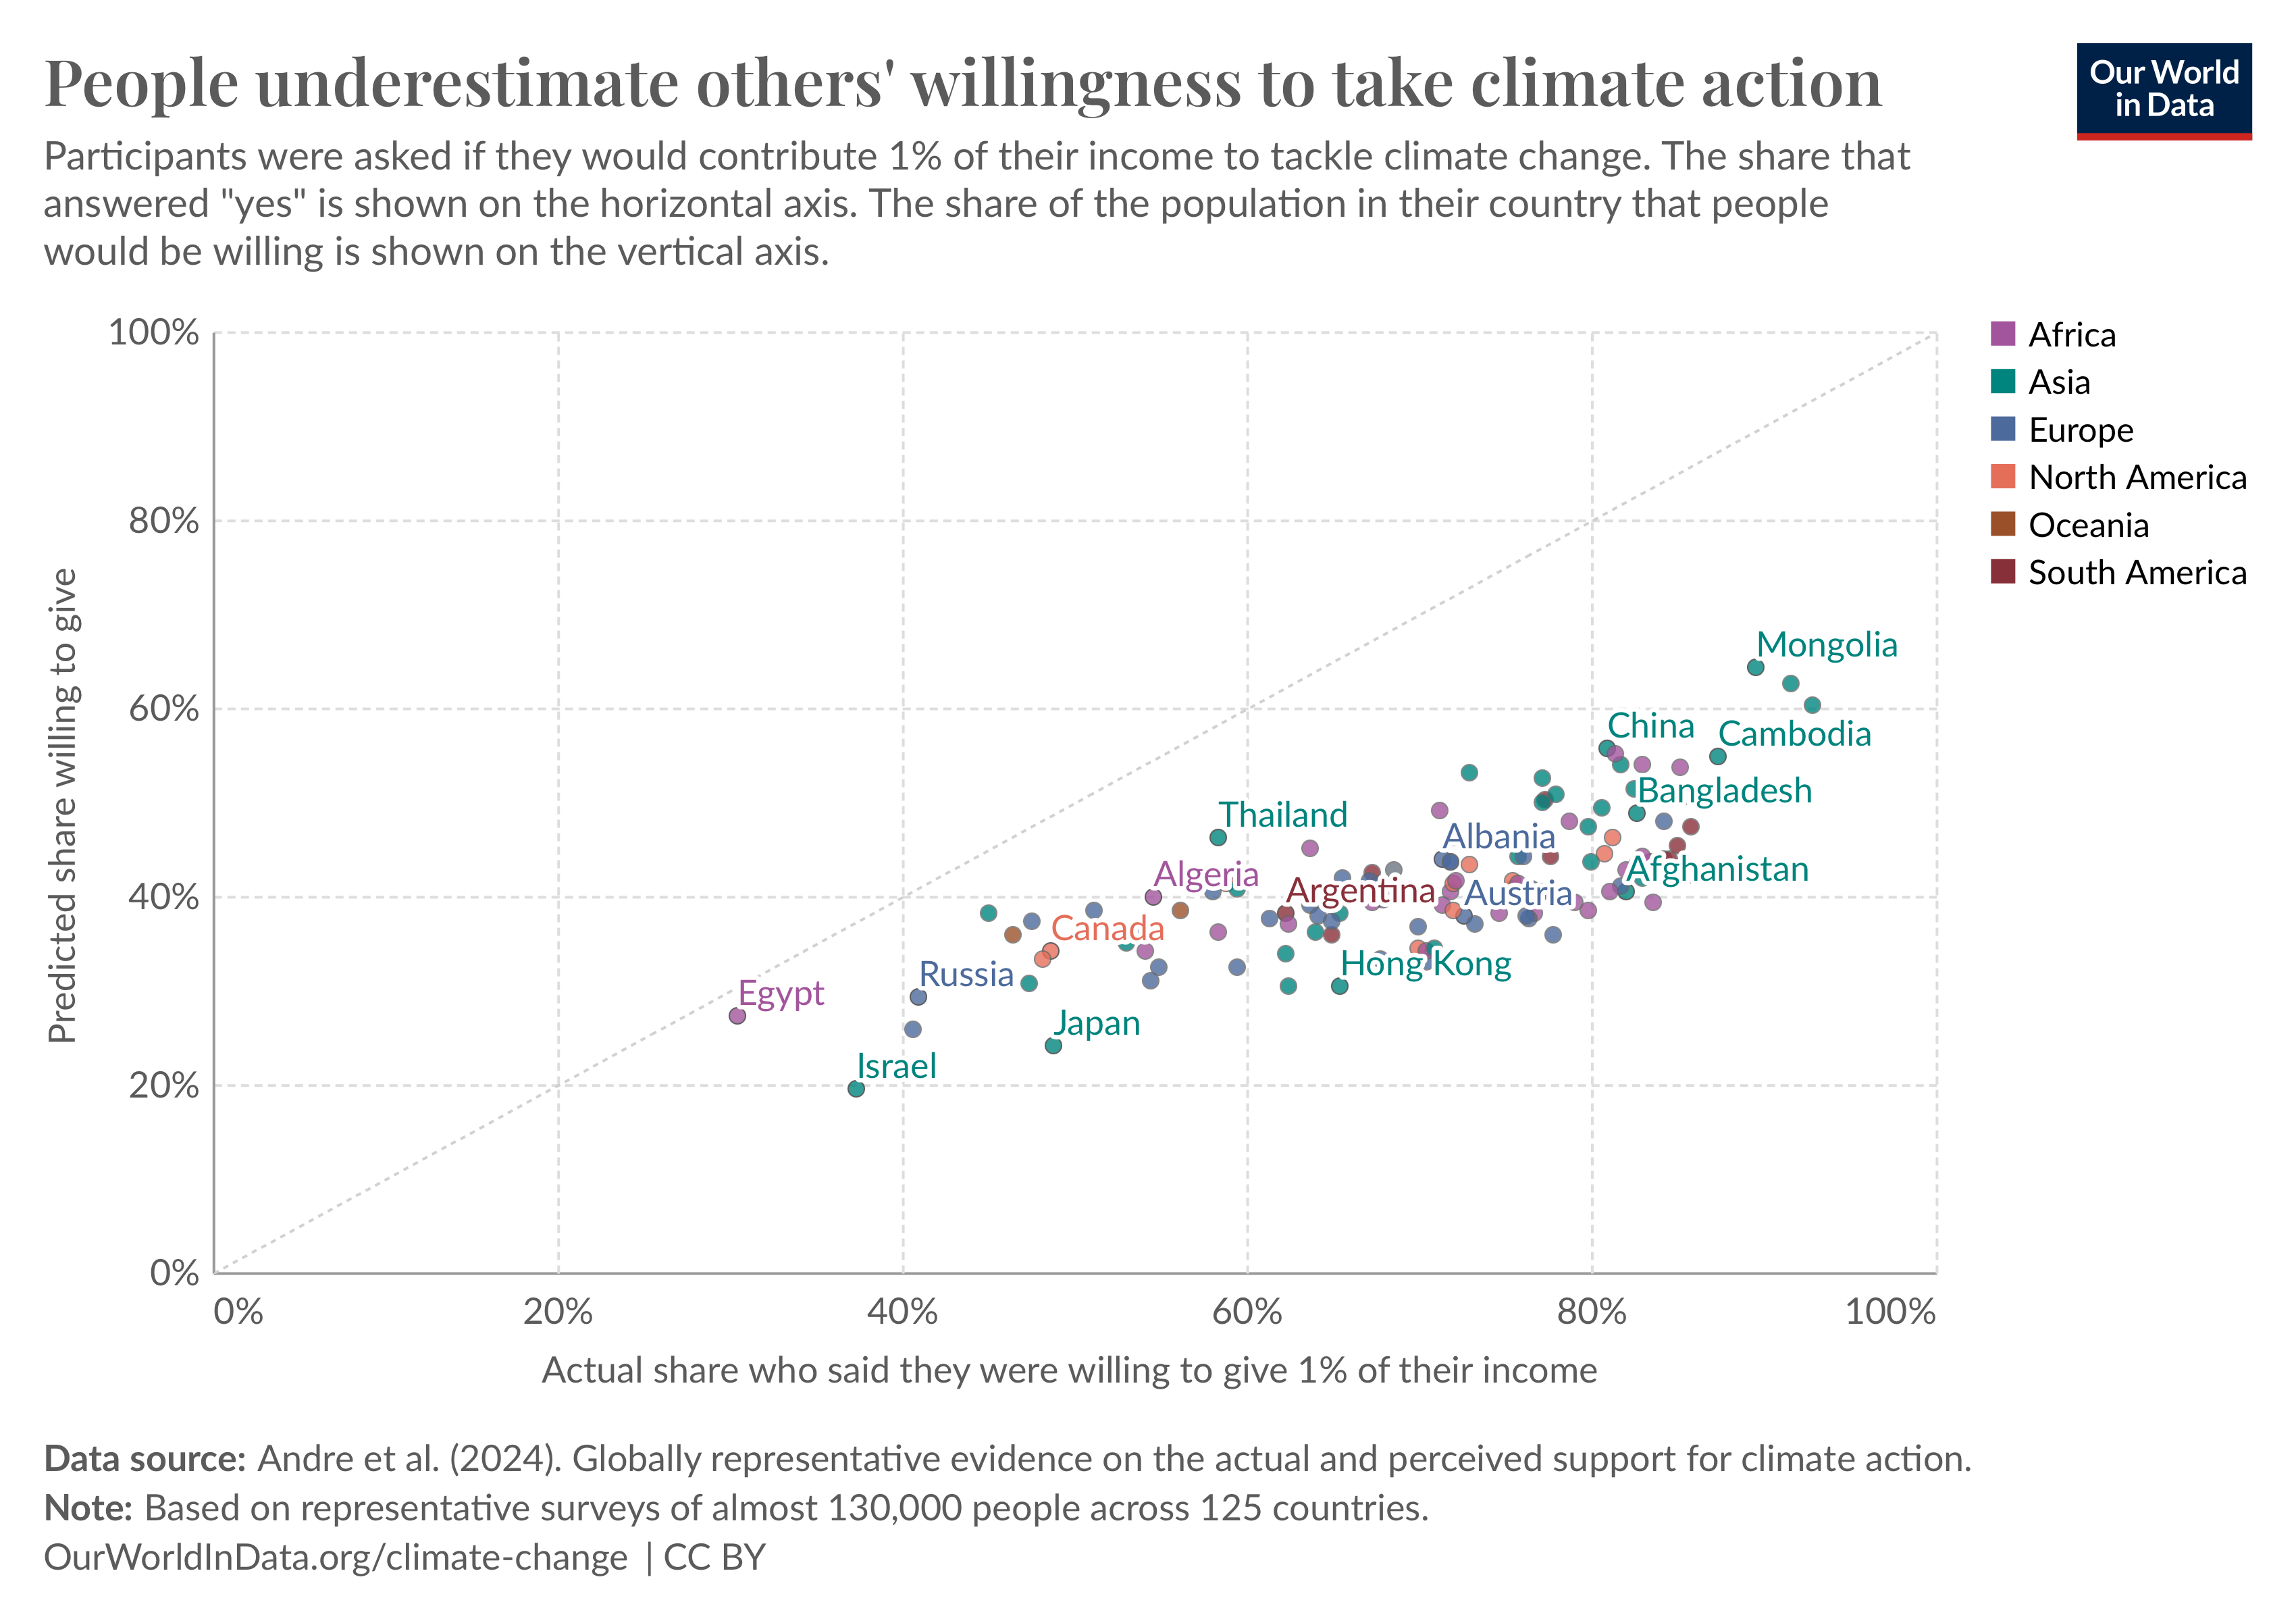 People underestimate others' willingness to take climate action
Our World
in Data
Participants were asked if they would contribute 1% of their income to tackle climate change. The share that
answered "yes" is shown on the horizontal axis. The share of the population in their country that people
would be willing is shown on the vertical axis.
100%
80%
60%
40%
20%
0%
Predicted share willing to give
Africa
Asia
Europe
North America
Oceania
South America
Mongolia
China
Cambodia
Bangladesh
Thailand
Albania
Algeria
Afghanistan
Argentina
Austria
Canada
Hong Kong
Russia
Egypt
Japan
Israel
0%
20%
40%
60%
80%
100%
Actual share who said they were willing to give 1% of their income
Data source: Andre et al. (2024). Globally representative evidence on the actual and perceived support for climate action.
Note: Based on representative surveys of almost 130,000 people across 125 countries.
OurWorldInData.org/climate-change | CC BY